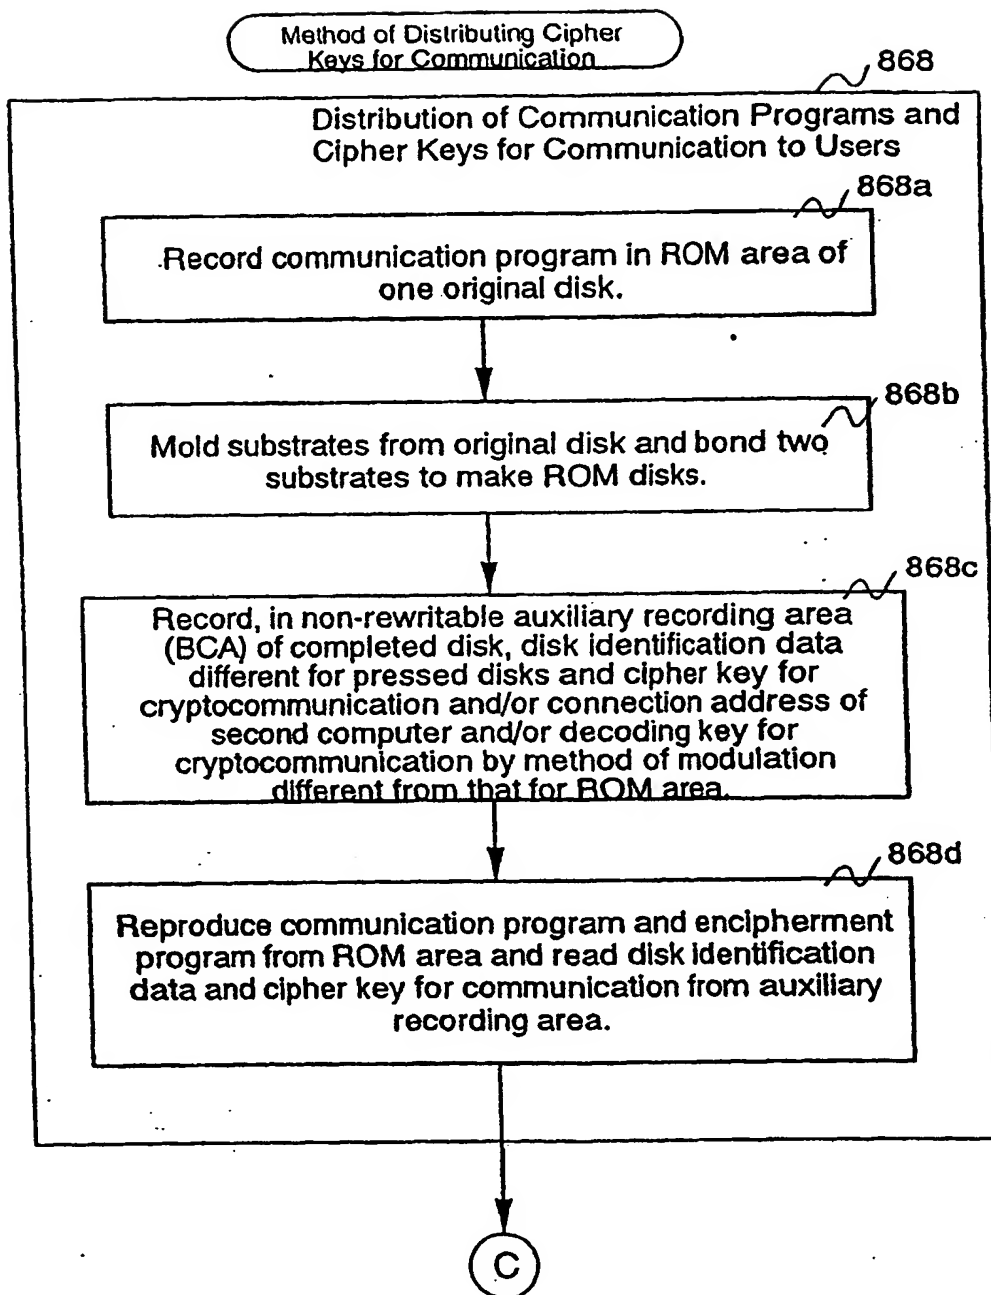 Method of Distributing Cipher
Keys for Communication
868
Distribution of Communication Programs and
Cipher Keys for Communication to Users
868a
Record communication program in ROM area of
one original disk.
868b
Mold substrates from original disk and bond two
substrates to make ROM disks.
868c
Record, in non-rewritable auxiliary recording area
(BCA) of completed disk, disk identification data
different for pressed disks and cipher key for
cryptocommunication and/or connection address of
second computer and/or decoding key for
cryptocommunication by method of modulation
different from that for ROM area.
868d
Reproduce communication program and encipherment
program from ROM area and read disk identification
data and cipher key for communication from auxiliary
recording area.
C